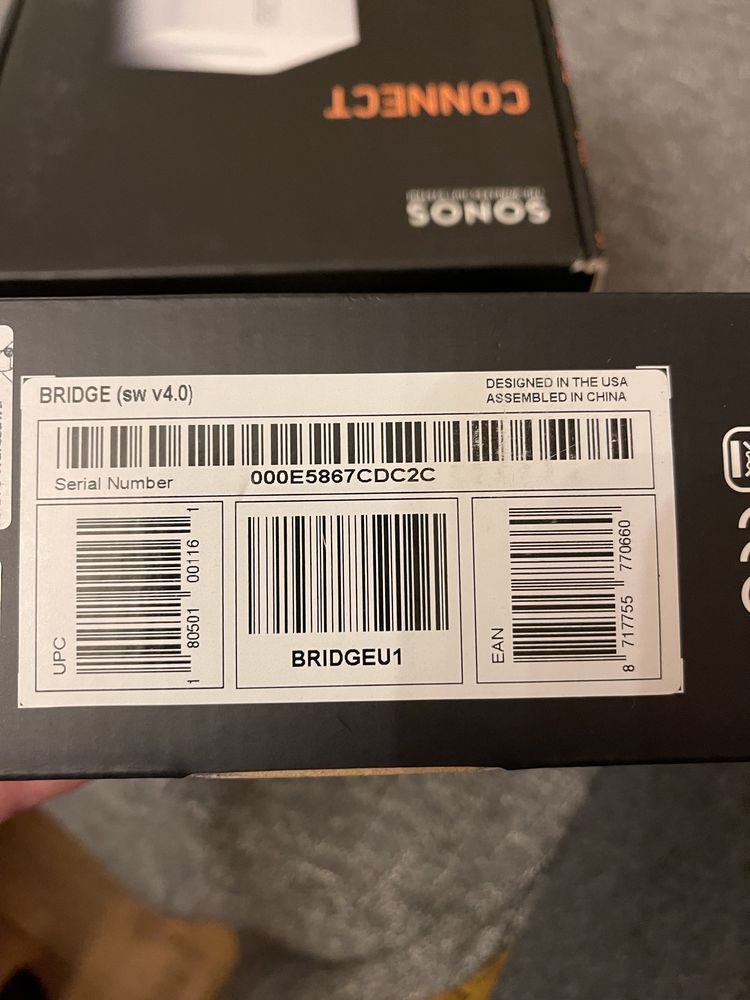 CONNECT
SONOS
BRIDGE (sw v4.0)
DESIGNED IN THE USA
ASSEMBLED IN CHINA
Serial Number
000E5867CDC2C
UPC
1 80501 00116 1
BRIDGEU1
EAN
8 717755 770660